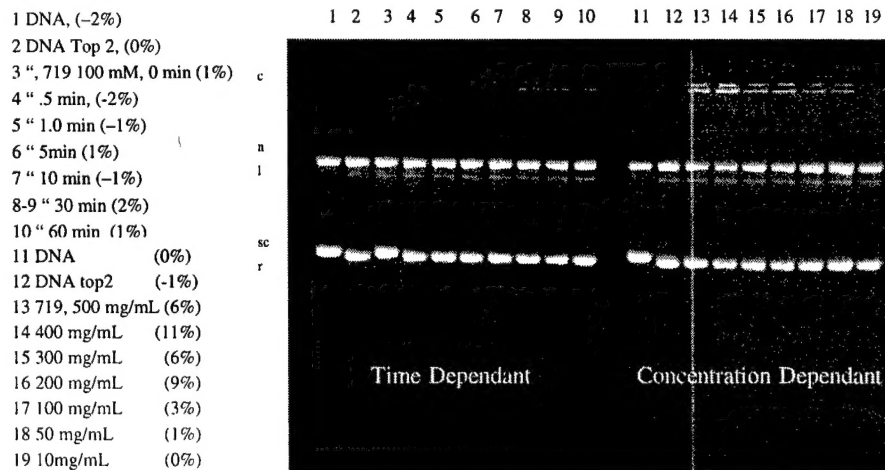 1 DNA, (–2%)
2 DNA Top 2, (0%)
3 “, 719 100 mM, 0 min (1%)
4 “ .5 min, (-2%)
5 “ 1.0 min (–1%)
6 “ 5min (1%)
7 “ 10 min (–1%)
8-9 “ 30 min (2%)
10 “ 60 min (1%)
11 DNA (0%)
12 DNA top2 (-1%)
13 719, 500 mg/mL (6%)
14 400 mg/mL (11%)
15 300 mg/mL (6%)
16 200 mg/mL (9%)
17 100 mg/mL (3%)
18 50 mg/mL (1%)
19 10mg/mL (0%)
c
n
l
sc
r
1 2 3 4 5 6 7 8 9 10 11 12 13 14 15 16 17 18 19
Time Dependant Concentration Dependant